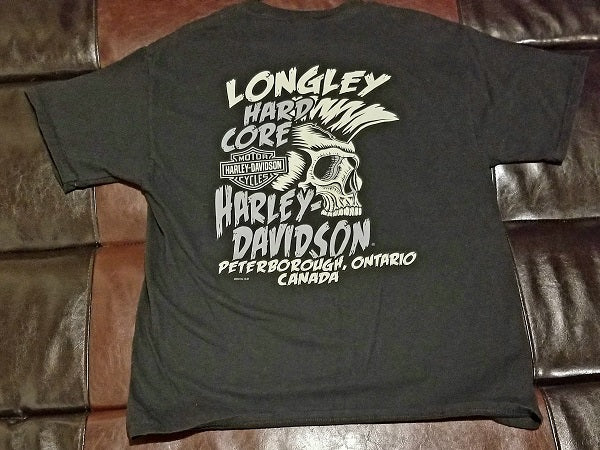 LONGLEY
HARD
CORE
MOTOR
HARLEY-DAVIDSON
CYCLES
HARLEY-
DAVIDSON
PETERBOROUGH, ONTARIO
CANADA